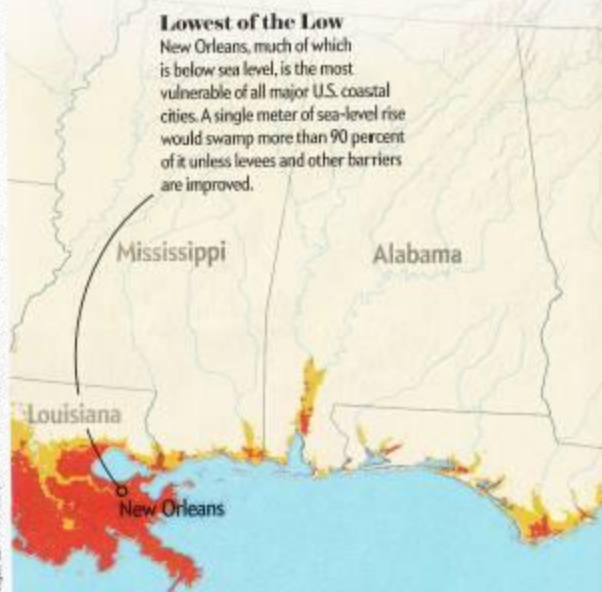 Lowest of the Low
New Orleans, much of which
is below sea level, is the most
vulnerable of all major U.S. coastal
cities. A single meter of sea-level rise
would swamp more than 90 percent
of it unless levees and other barriers
are improved.
Mississippi
Alabama
Louisiana
New Orleans